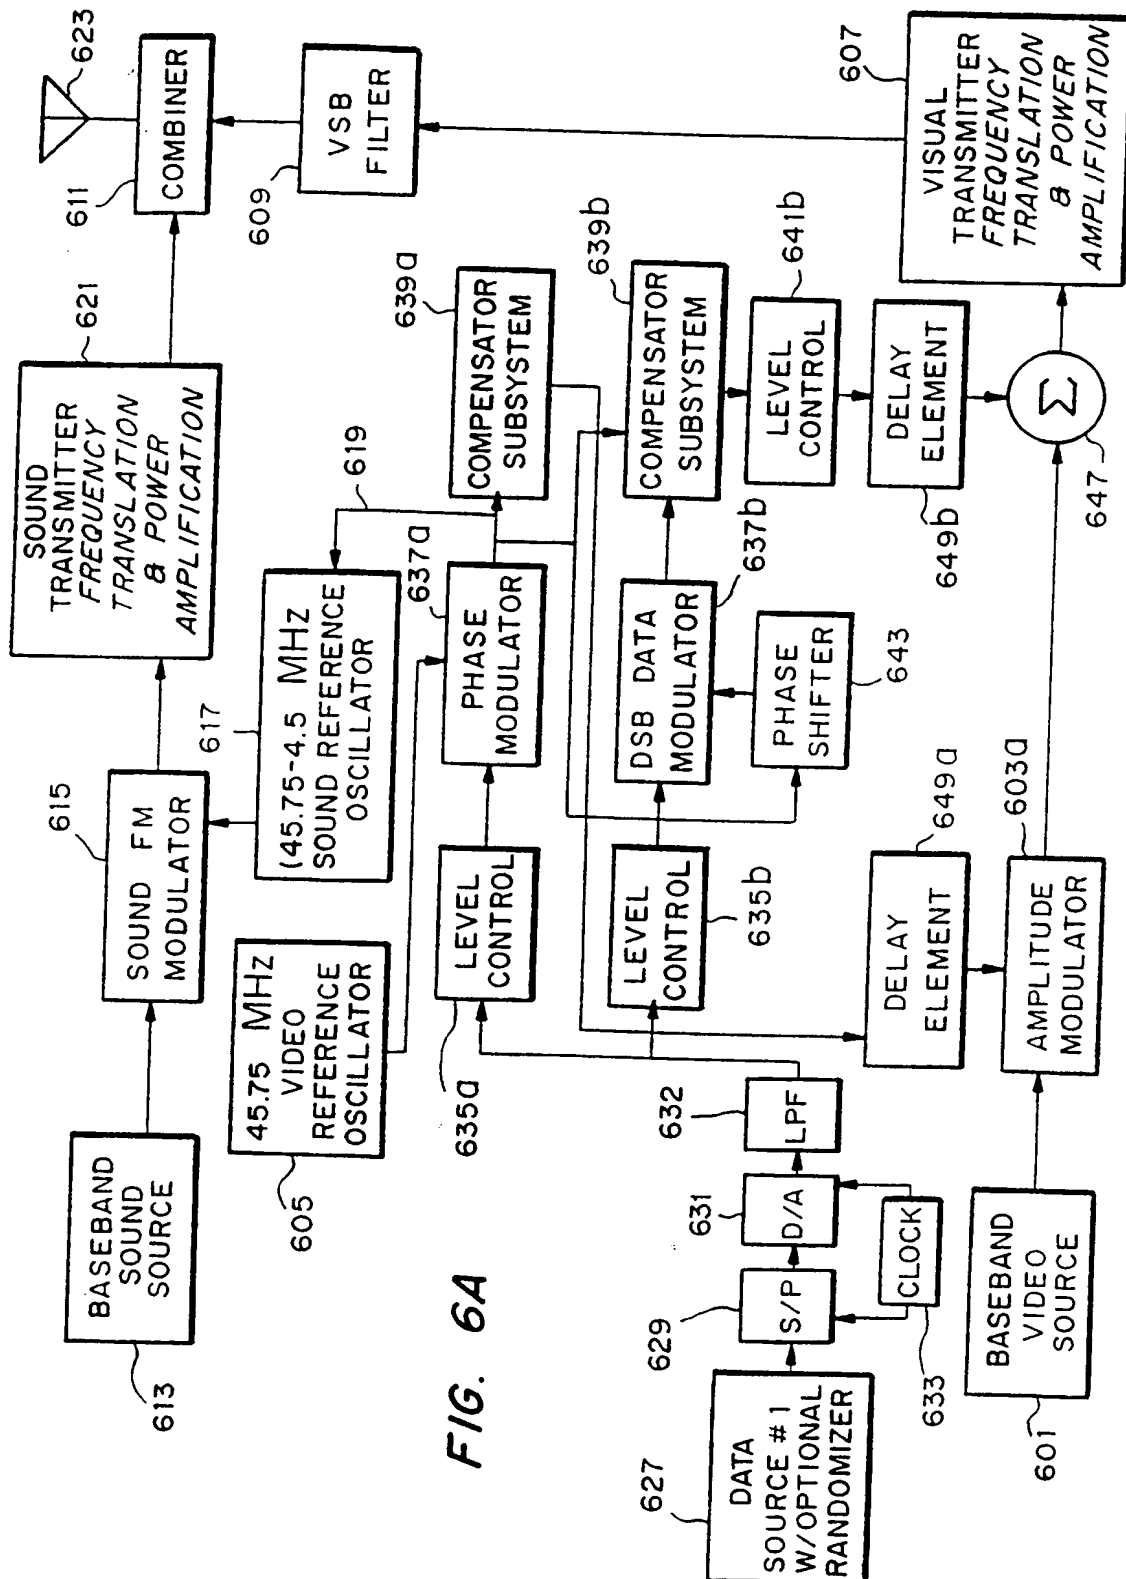 BASEBAND
SOUND
SOURCE
613
SOUND FM
MODULATOR
615
SOUND
TRANSMITTER
FREQUENCY
TRANSLATION
& POWER
AMPLIFICATION
621
COMBINER
611
623
45.75 MHz
VIDEO
REFERENCE
OSCILLATOR
605
(45.75-4.5 MHz
SOUND REFERENCE
OSCILLATOR
617
619
VSB
FILTER
609
LEVEL
CONTROL
635a
PHASE
MODULATOR
637a
COMPENSATOR
SUBSYSTEM
639a
FIG. 6A
LEVEL
CONTROL
635b
DSB DATA
MODULATOR
637b
COMPENSATOR
SUBSYSTEM
639b
PHASE
SHIFTER
643
LEVEL
CONTROL
641b
DATA
SOURCE #1
W/OPTIONAL
RANDOMIZER
627
S/P
629
D/A
631
LPF
632
CLOCK
633
DELAY
ELEMENT
649a
DELAY
ELEMENT
649b
BASEBAND
VIDEO
SOURCE
601
AMPLITUDE
MODULATOR
603a
Σ
647
VISUAL
TRANSMITTER
FREQUENCY
TRANSLATION
& POWER
AMPLIFICATION
607